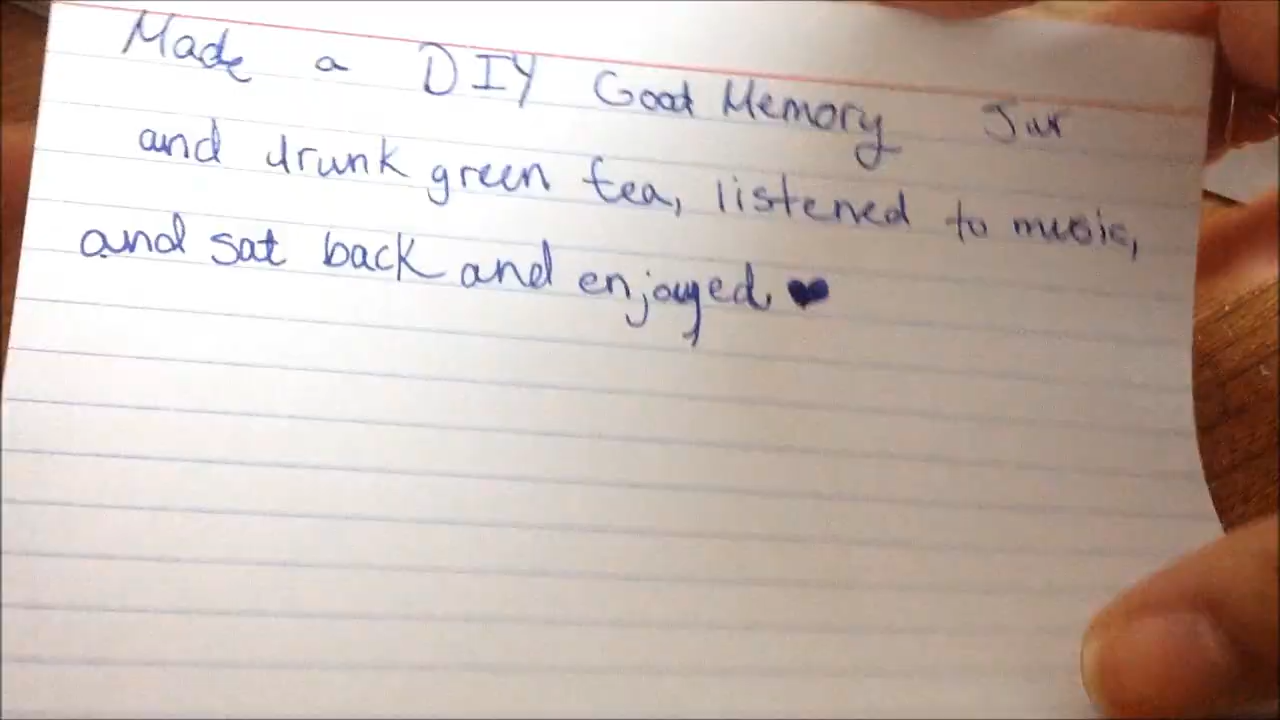 Made a DIY Good Memory Jar
and drunk green tea, listened to music,
and sat back and enjoyed. ♥